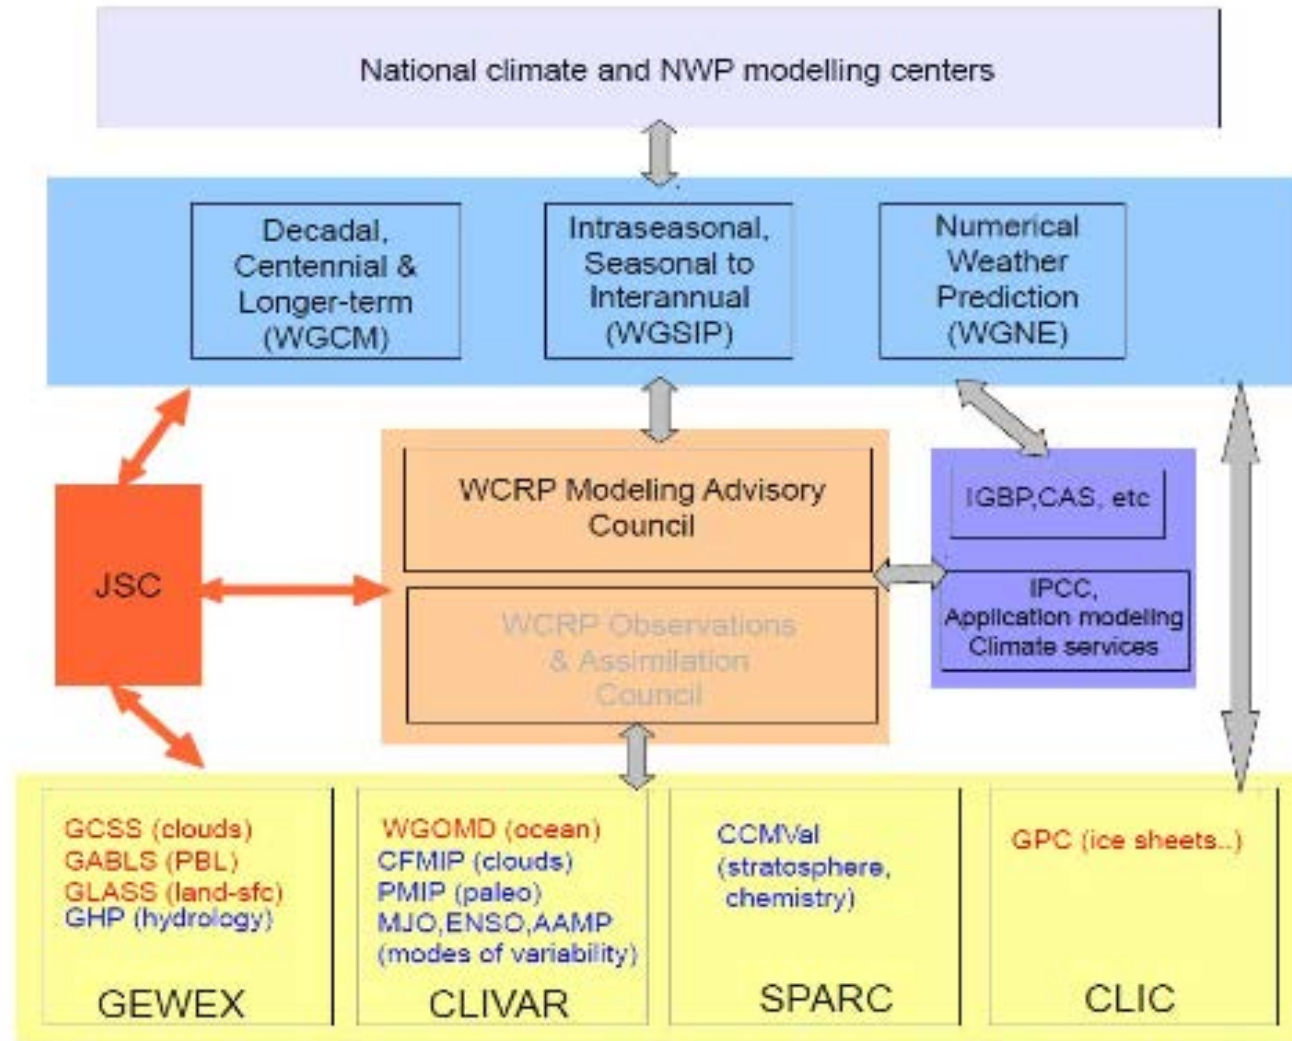 National climate and NWP modelling centers
Decadal,
Centennial &
Longer-term
(WGCM)
Intraseasonal,
Seasonal to
Interannual
(WGSIP)
Numerical
Weather
Prediction
(WGNE)
JSC
WCRP Modeling Advisory
Council
WCRP Observations
& Assimilation
Council
IGBP,CAS, etc
IPCC,
Application modeling
Climate services
GCSS (clouds)
GABLS (PBL)
GLASS (land-sfc)
GHP (hydrology)
GEWEX
WGOMD (ocean)
CFMIP (clouds)
PMIP (paleo)
MJO,ENSO,AAMP
(modes of variability)
CLIVAR
CCMVal
(stratosphere,
chemistry)
SPARC
GPC (ice sheets..)
CLIC